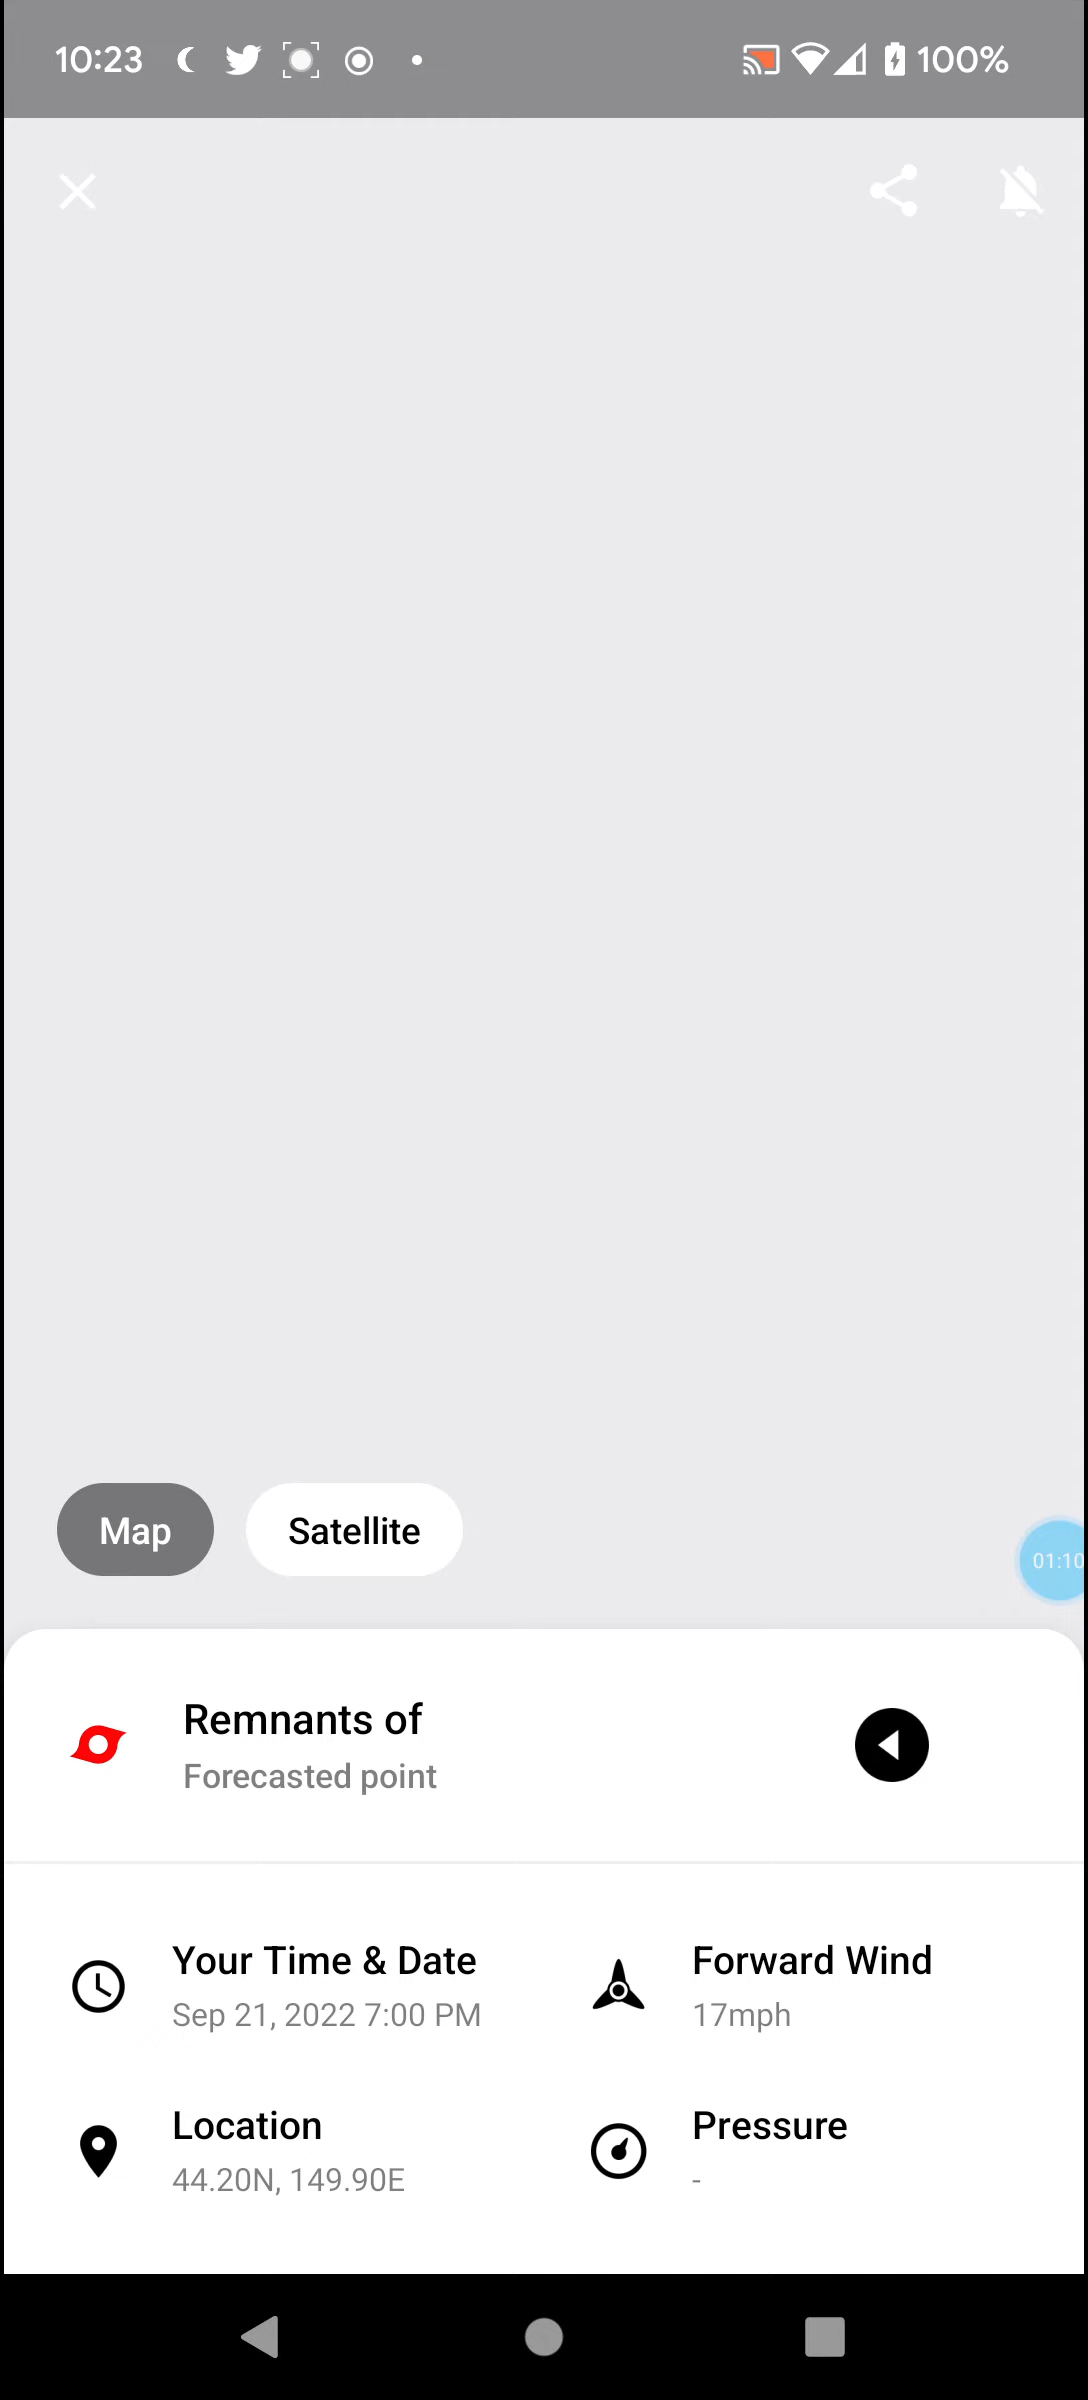 10:23
100%
Map
Satellite
01:10
Remnants of
Forecasted point
Your Time & Date
Sep 21, 2022 7:00 PM
Forward Wind
17mph
Location
44.20N, 149.90E
Pressure
-